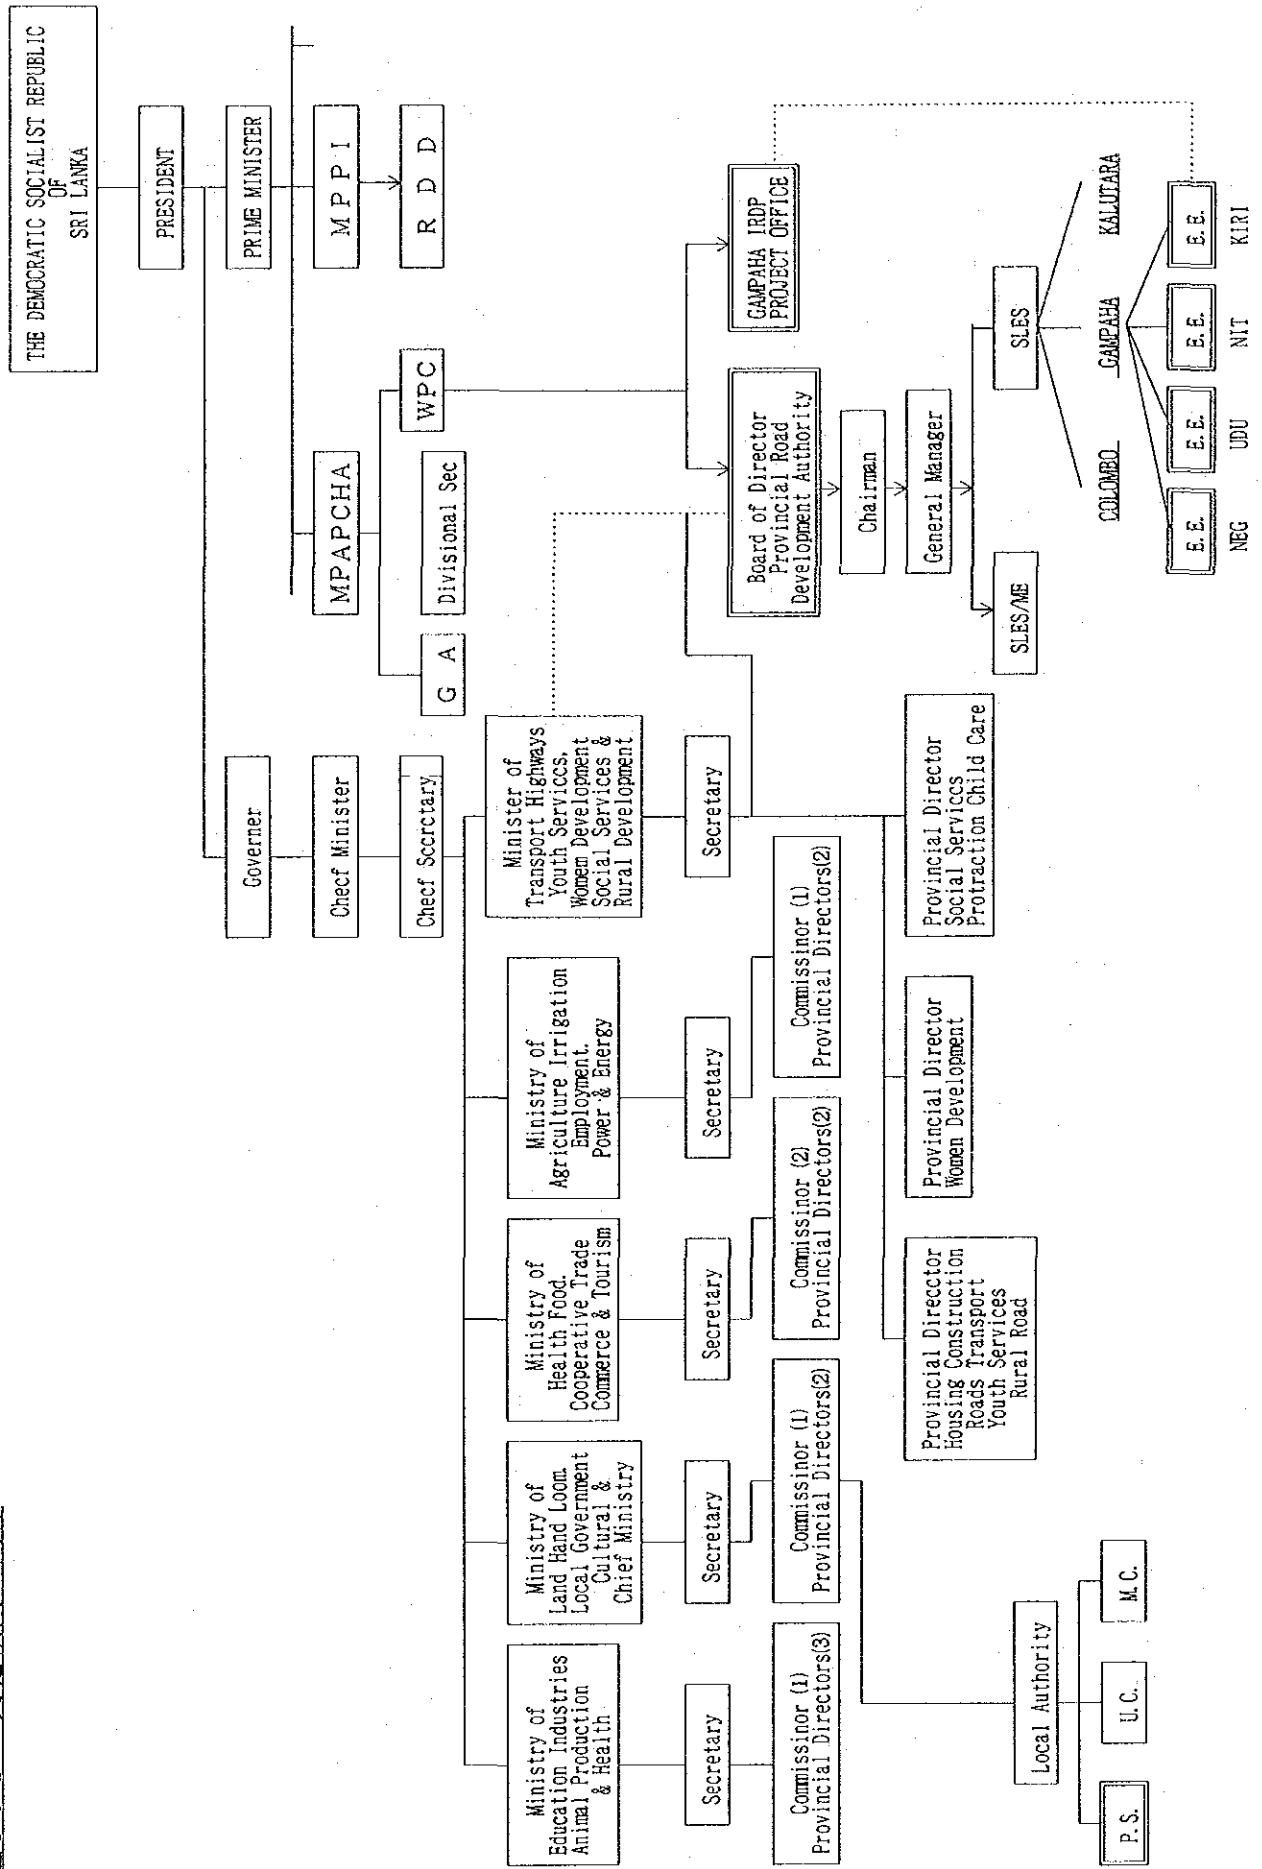 THE DEMOCRATIC SOCIALIST REPUBLIC
OF
SRI LANKA
PRESIDENT
PRIME MINISTER
M P P I
R D D
MPAPCHA
WPC
G A
Divisional Sec
Governer
Checf Minister
Checf Sccrctary
Ministry of
Education Industries
Animal Production
& Health
Ministry of
Land Hand Loom.
Local Government
Cultural &
Chief Ministry
Ministry of
Health Food.
Cooperative Trade
Commerce & Tourism
Ministry of
Agriculture Irrigation
Employment.
Power & Energy
Minister of
Transport Highways
Youth Serviccs.
Women Development
Social Services &
Rural Development
Secretary
Secretary
Secretary
Secretary
Secretary
Commissinor (1)
Provincial Directors(3)
Commissinor (1)
Provincial Directors(2)
Commissinor (2)
Provincial Directors(2)
Commissinor (1)
Provincial Directors(2)
Board of Director
Provincial Road
Development Authority
GAMPAHA IRDP
PROJECT OFFICE
Chairman
General Manager
SLES/ME
SLES
COLOMBO
GAMPAHA
KALUTARA
E.E.
E.E.
E.E.
E.E.
NEG
UDU
NIT
KIRI
Provincial Direcctor
Housing Construction
Roads Transport
Youth Services
Rural Road
Provincial Director
Women Development
Provincial Director
Social Serviccs
Protraction Child Care
Local Authority
P.S.
U.C.
M.C.